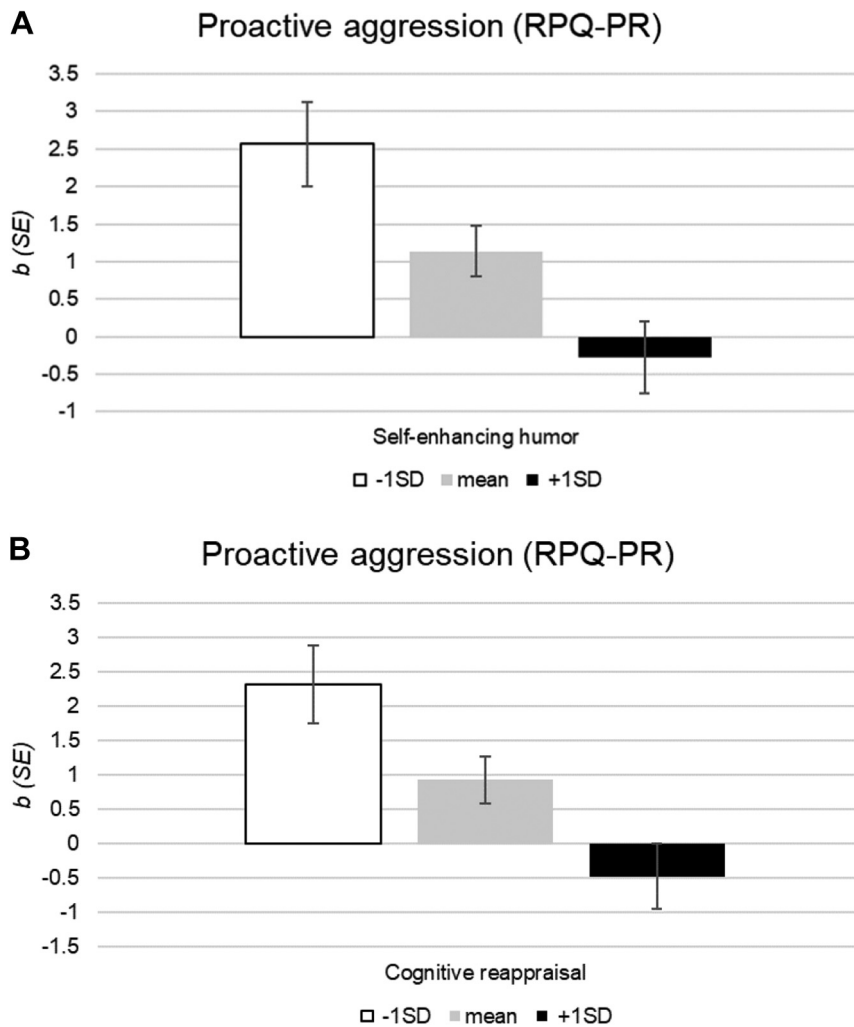 A
Proactive aggression (RPQ-PR)
3.5
3
2.5
2
1.5
1
0.5
0
-0.5
-1
b (SE)
Self-enhancing humor
-1SD mean +1SD
B
Proactive aggression (RPQ-PR)
3.5
3
2.5
2
1.5
1
0.5
0
-0.5
-1
-1.5
b (SE)
Cognitive reappraisal
-1SD mean +1SD